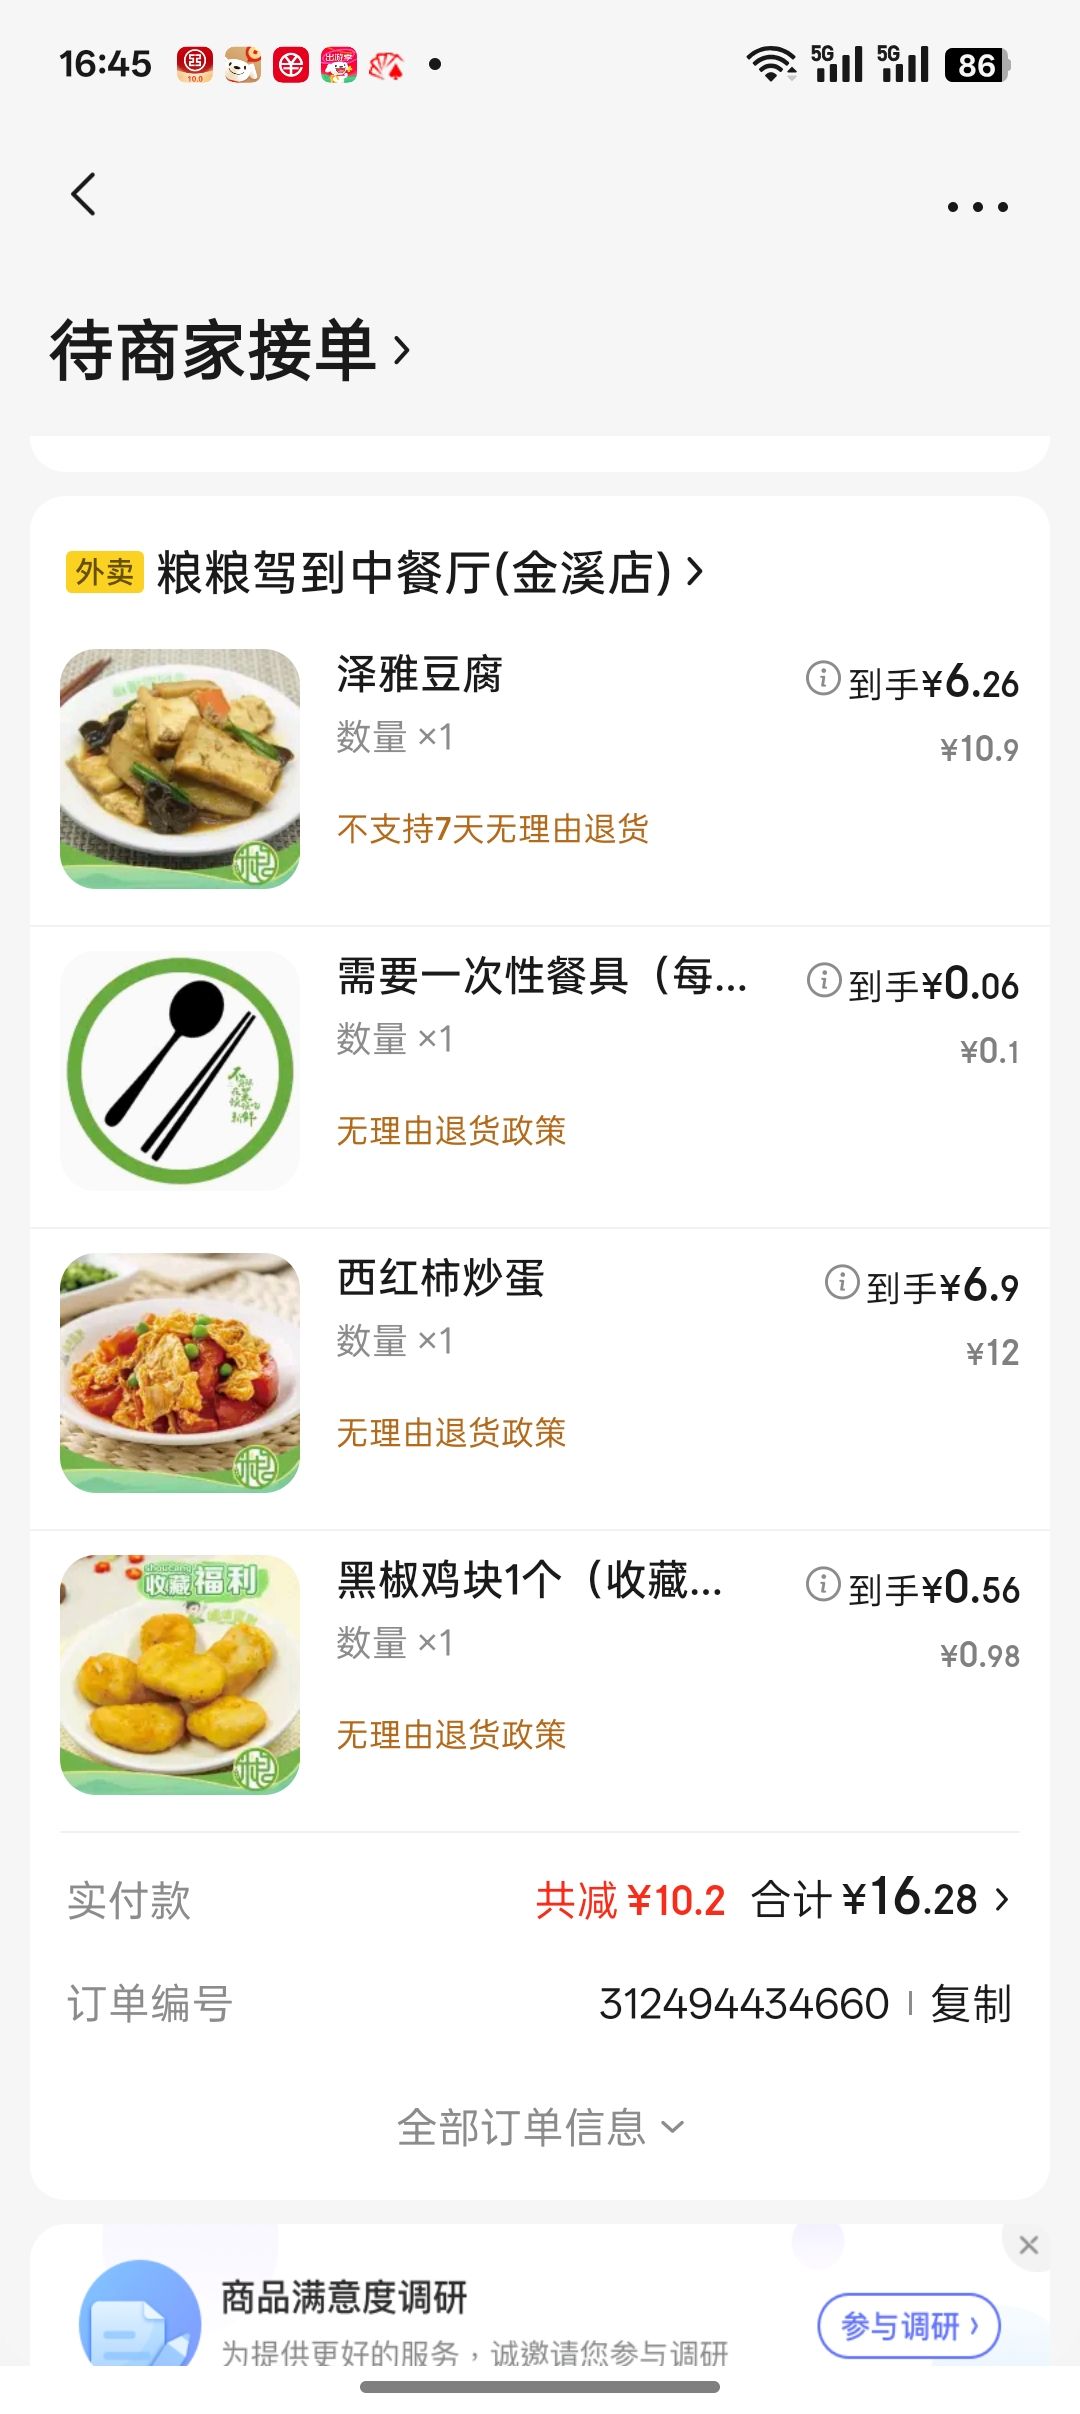 16:45
5G
5G
86
待商家接单
外卖 粮粮驾到中餐厅(金溪店)
泽雅豆腐
到手¥6.26
数量 ×1
¥10.9
不支持7天无理由退货
需要一次性餐具（每...
到手¥0.06
数量 ×1
¥0.1
无理由退货政策
西红柿炒蛋
到手¥6.9
数量 ×1
¥12
无理由退货政策
收藏福利
黑椒鸡块1个（收藏...
到手¥0.56
数量 ×1
¥0.98
无理由退货政策
实付款
共减 ¥10.2 合计 ¥16.28
订单编号
312494434660 | 复制
全部订单信息
商品满意度调研
为提供更好的服务，诚邀请您参与调研
参与调研